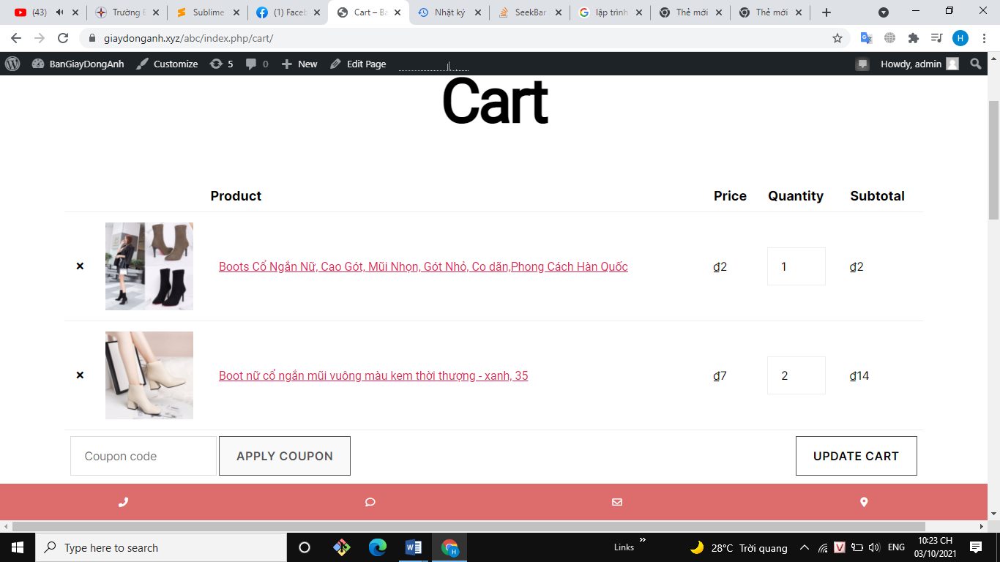 (43)
Trường Đ
Sublime
(1) Faceb
Cart – Ba
Nhật ký
SeekBar
lập trình
Thẻ mới
Thẻ mới
giaydonganh.xyz/abc/index.php/cart/
H
BanGiayDongAnh
Customize
5
0
New
Edit Page
Howdy, admin
Cart
Product Price Quantity Subtotal
× Boots Cổ Ngắn Nữ, Cao Gót, Mũi Nhọn, Gót Nhỏ, Co dãn,Phong Cách Hàn Quốc ₫2 1 ₫2
× Boot nữ cổ ngắn mũi vuông màu kem thời thượng - xanh, 35 ₫7 2 ₫14
Coupon code APPLY COUPON UPDATE CART
Type here to search
Links
28°C Trời quang
ENG
10:23 CH
03/10/2021